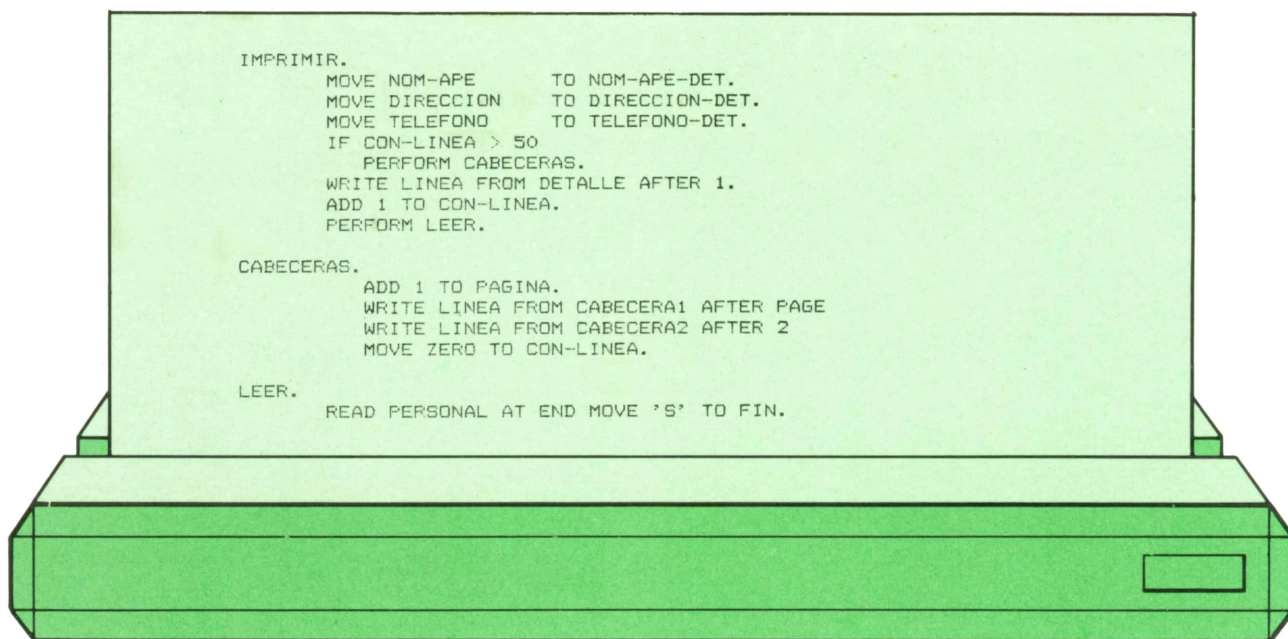 IMPRIMIR.
MOVE NOM-APE TO NOM-APE-DET.
MOVE DIRECCION TO DIRECCION-DET.
MOVE TELEFONO TO TELEFONO-DET.
IF CON-LINEA > 50
PERFORM CABECERAS.
WRITE LINEA FROM DETALLE AFTER 1.
ADD 1 TO CON-LINEA.
PERFORM LEER.
CABECERAS.
ADD 1 TO PAGINA.
WRITE LINEA FROM CABECERA1 AFTER PAGE
WRITE LINEA FROM CABECERA2 AFTER 2
MOVE ZERO TO CON-LINEA.
LEER.
READ PERSONAL AT END MOVE 'S' TO FIN.